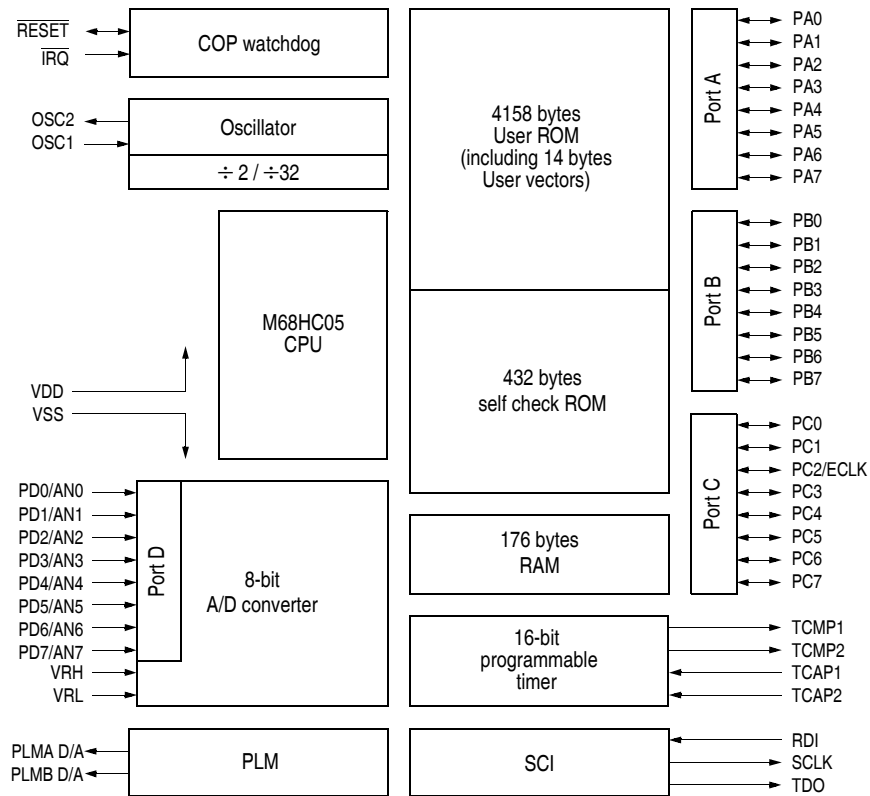 RESET
IRQ
COP watchdog
OSC2
OSC1
Oscillator
÷ 2 / ÷32
M68HC05
CPU
VDD
VSS
PD0/AN0
PD1/AN1
PD2/AN2
PD3/AN3
PD4/AN4
PD5/AN5
PD6/AN6
PD7/AN7
VRH
VRL
Port D
8-bit
A/D converter
PLMA D/A
PLMB D/A
PLM
4158 bytes
User ROM
(including 14 bytes
User vectors)
432 bytes
self check ROM
176 bytes
RAM
16-bit
programmable
timer
SCI
Port A
PA0
PA1
PA2
PA3
PA4
PA5
PA6
PA7
Port B
PB0
PB1
PB2
PB3
PB4
PB5
PB6
PB7
Port C
PC0
PC1
PC2/ECLK
PC3
PC4
PC5
PC6
PC7
TCMP1
TCMP2
TCAP1
TCAP2
RDI
SCLK
TDO